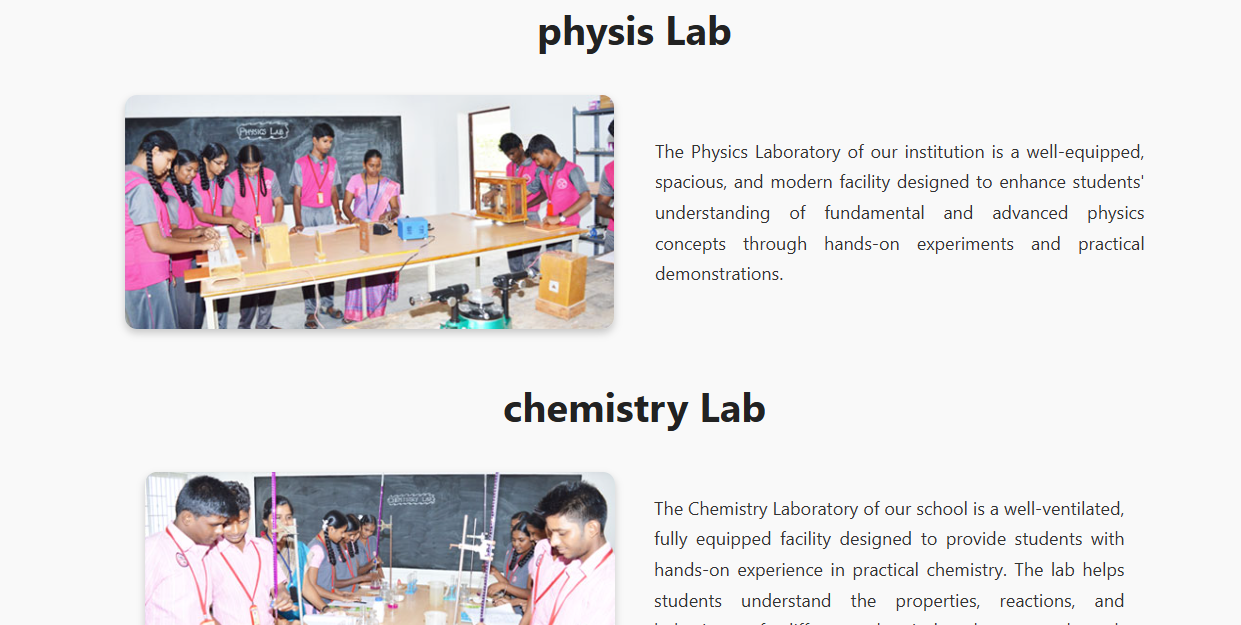 physis Lab
PHYSICS LAB
The Physics Laboratory of our institution is a well-equipped,
spacious, and modern facility designed to enhance students'
understanding of fundamental and advanced physics
concepts through hands-on experiments and practical
demonstrations.
chemistry Lab
CHEMISTRY LAB
The Chemistry Laboratory of our school is a well-ventilated,
fully equipped facility designed to provide students with
hands-on experience in practical chemistry. The lab helps
students understand the properties, reactions, and